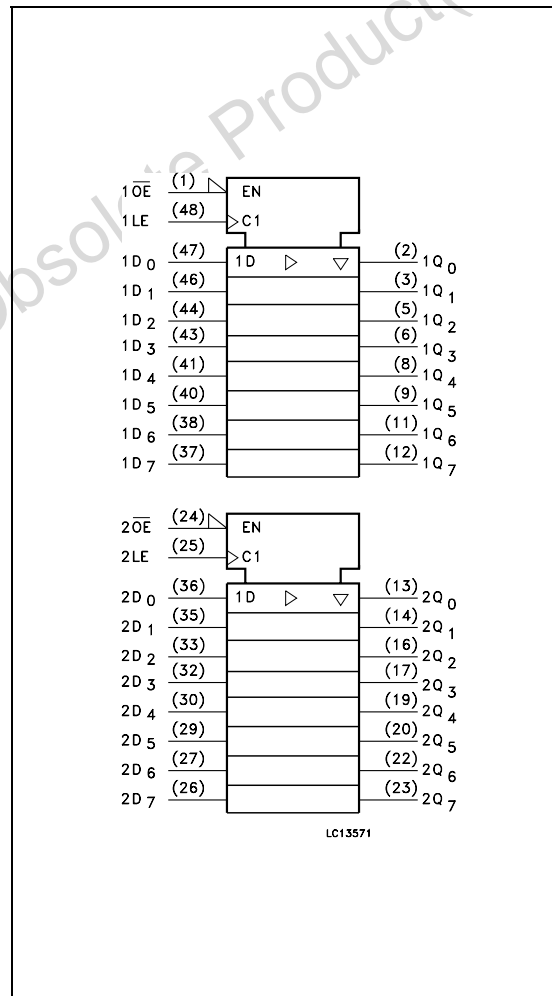 Obsolete Product(
1OE (1) EN
1LE (48) C1
1D0 (47) 1D (2) 1Q0
1D1 (46) (3) 1Q1
1D2 (44) (5) 1Q2
1D3 (43) (6) 1Q3
1D4 (41) (8) 1Q4
1D5 (40) (9) 1Q5
1D6 (38) (11) 1Q6
1D7 (37) (12) 1Q7
2OE (24) EN
2LE (25) C1
2D0 (36) 1D (13) 2Q0
2D1 (35) (14) 2Q1
2D2 (33) (16) 2Q2
2D3 (32) (17) 2Q3
2D4 (30) (19) 2Q4
2D5 (29) (20) 2Q5
2D6 (27) (22) 2Q6
2D7 (26) (23) 2Q7
LC13571